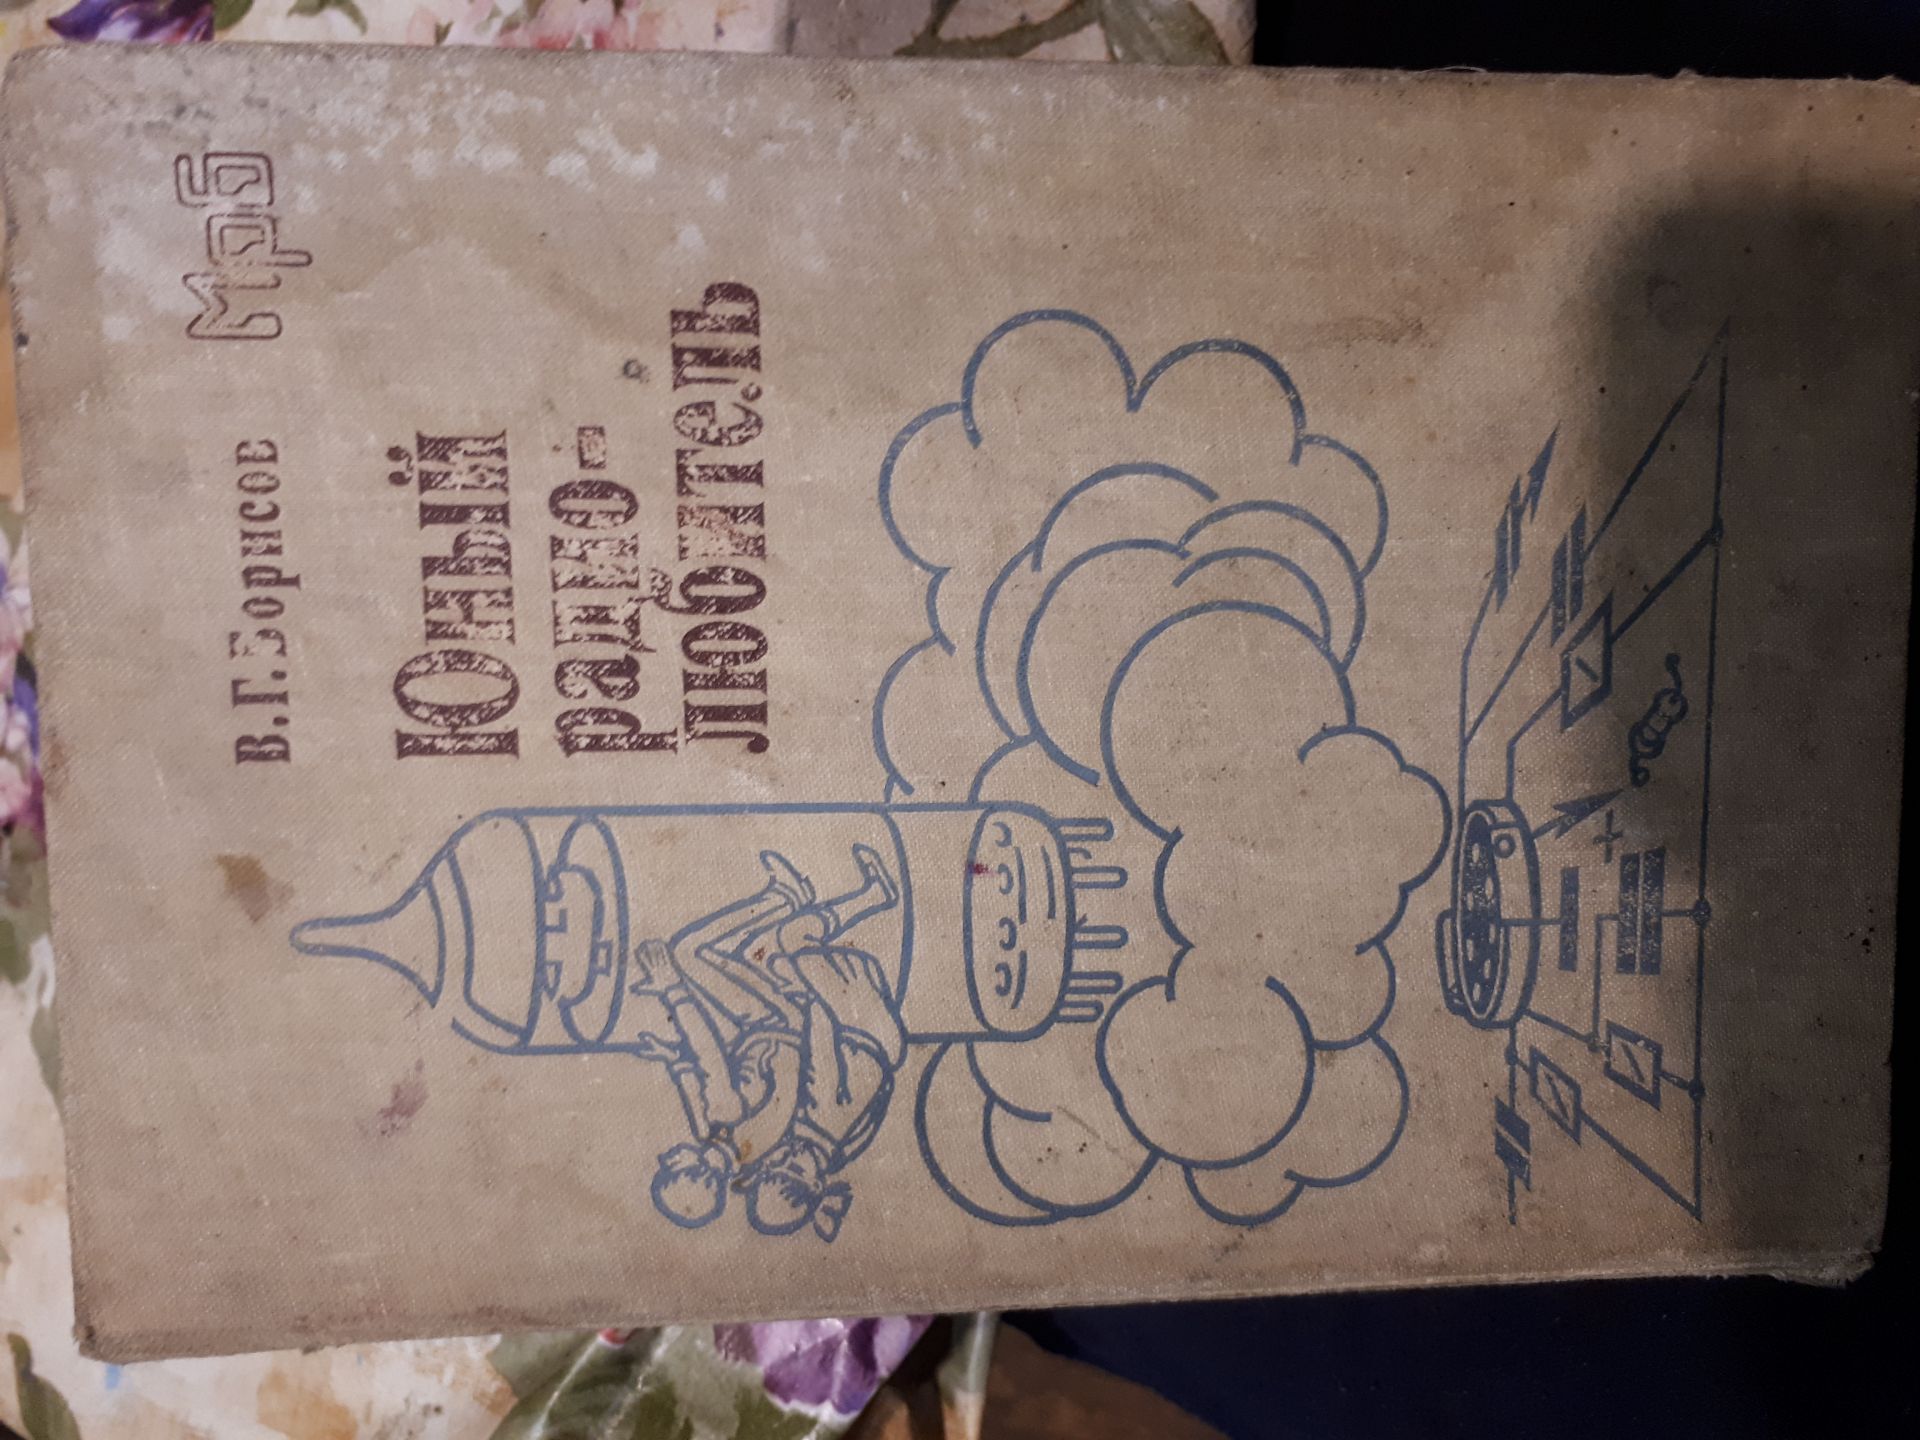 В.Г.Борисов
Мрб
Юный
радио-
любитель